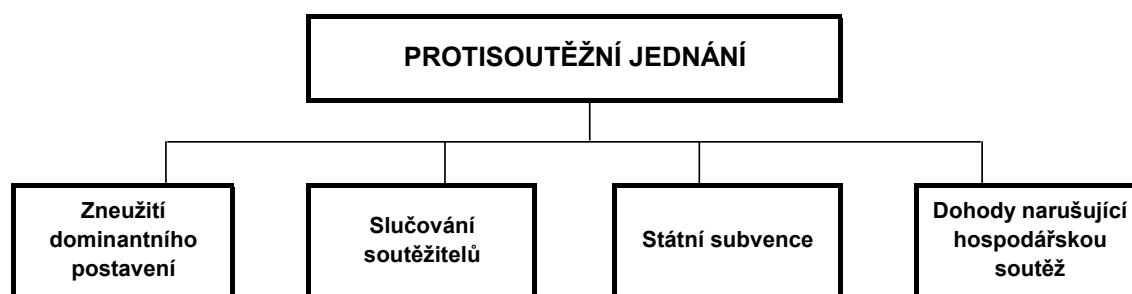 PROTISOUTĚŽNÍ JEDNÁNÍ
Zneužití
dominantního
postavení
Slučování
soutěžitelů
Státní subvence
Dohody narušující
hospodářskou
soutěž